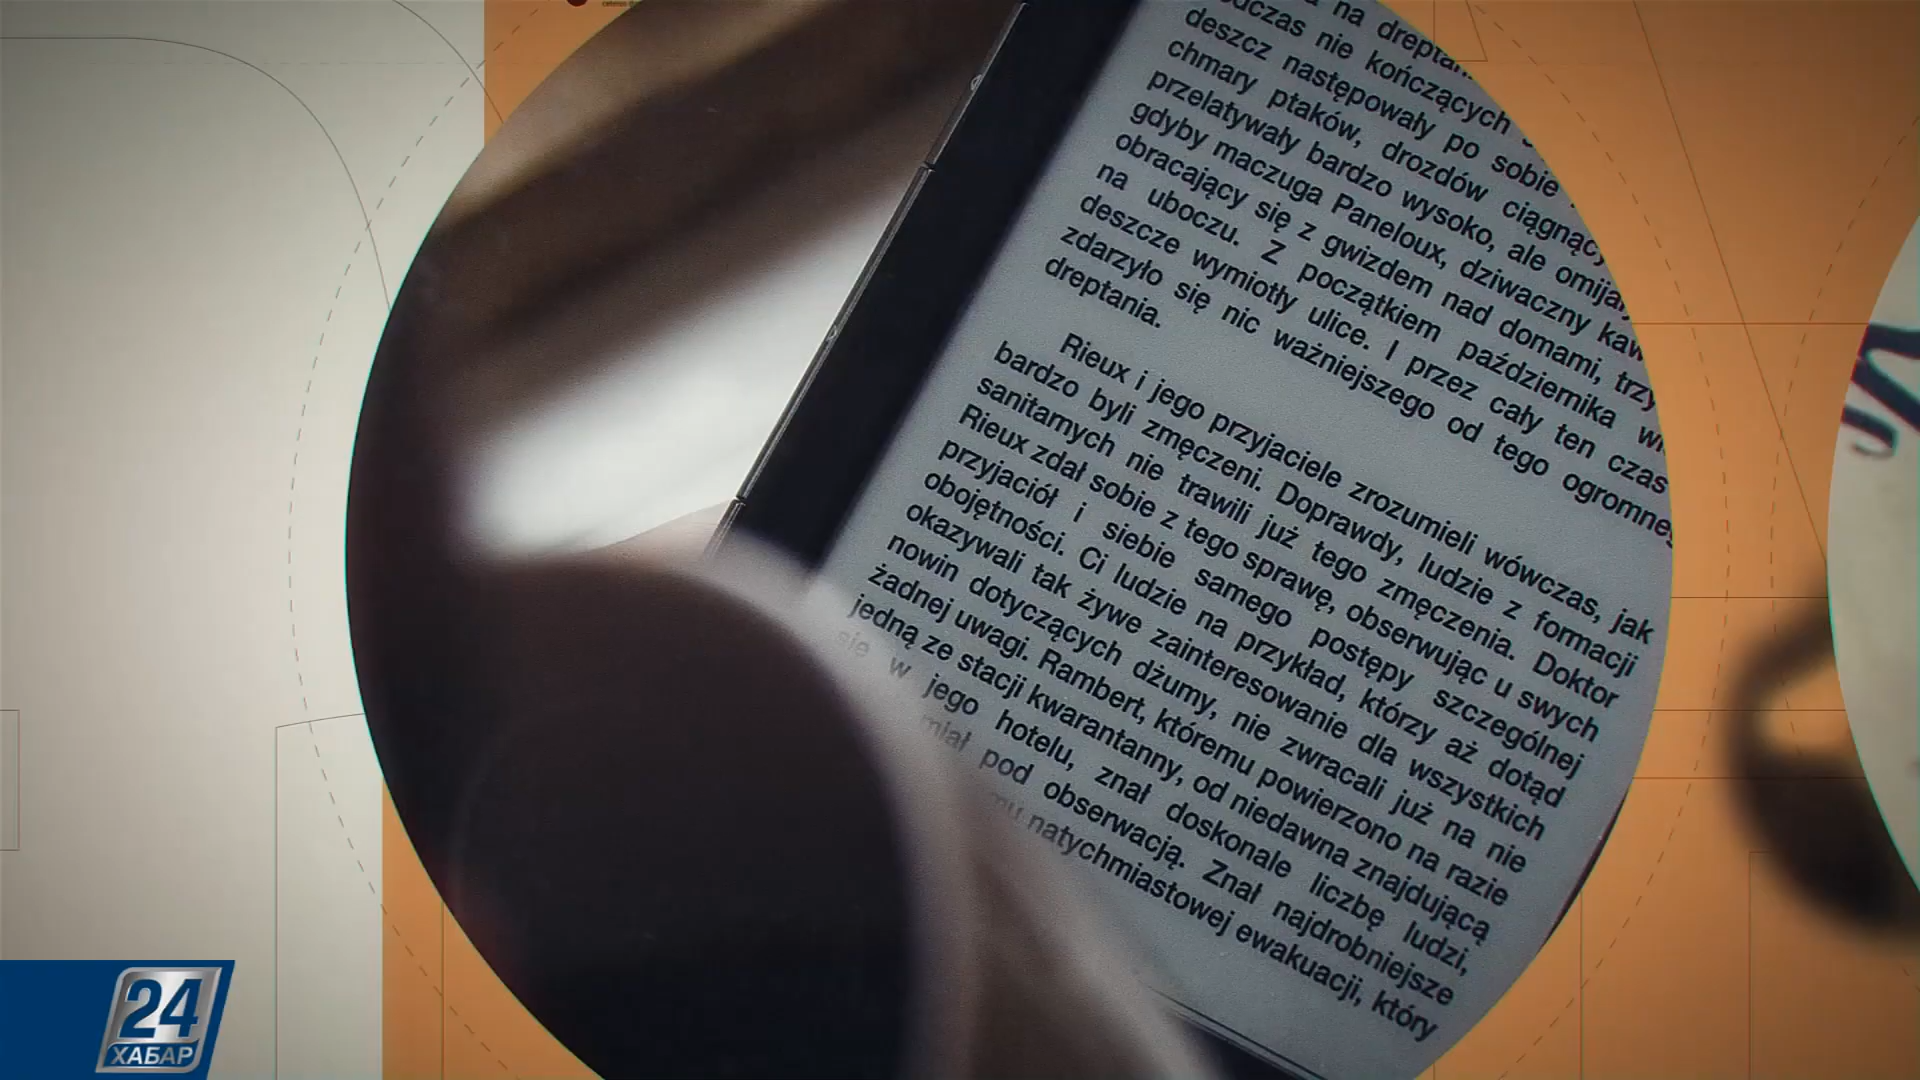 na drepta
podczas nie kończących
deszcz następowały po sobie
chmary ptaków, drozdów ciągnący
przelatywały bardzo wysoko, ale omijał
gdyby maczuga Paneloux, dziwaczny kaw
obracający się z gwizdem nad domami, trzy
na uboczu. Z początkiem października wi
deszcze wymiotły ulice. I przez cały ten czas
zdarzyło się nic ważniejszego od tego ogromneg
dreptania.
Rieux i jego przyjaciele zrozumieli wówczas, jak
bardzo byli zmęczeni. Doprawdy, ludzie z formacji
sanitarnych nie trawili już tego zmęczenia. Doktor
Rieux zdał sobie z tego sprawę, obserwując u swych
przyjaciół i siebie samego postępy szczególnej
obojętności. Ci ludzie na przykład, którzy aż dotąd
okazywali tak żywe zainteresowanie dla wszystkich
nowin dotyczących dżumy, nie zwracali już na nie
żadnej uwagi. Rambert, któremu powierzono na razie
jedną ze stacji kwarantanny, od niedawna znajdującą
się w jego hotelu, znał doskonale liczbę ludzi,
miał pod obserwacją. Znał najdrobniejsze
natychmiastowej ewakuacji, który
24
ХАБАР